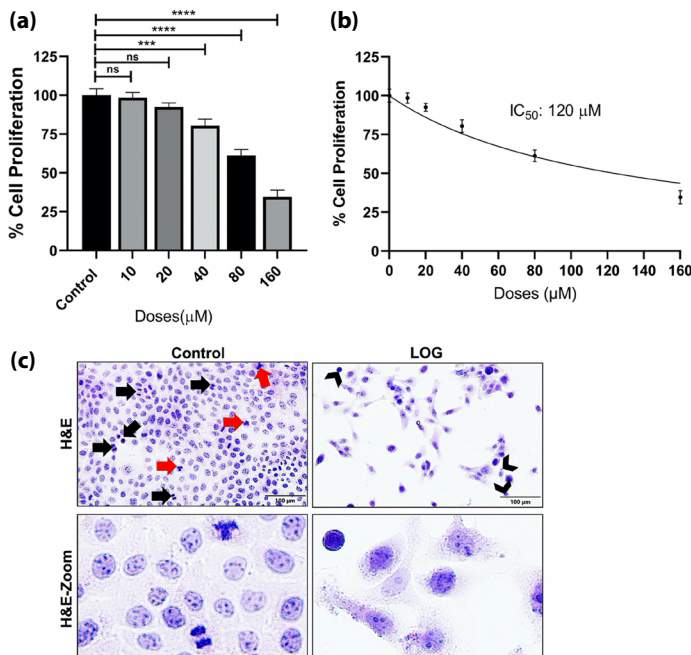 (a)
****
****
***
ns
ns
% Cell Proliferation
125
100
75
50
25
0
Control
10
20
40
80
160
Doses(μM)
(b)
% Cell Proliferation
125
100
75
50
25
0
IC50: 120 μM
0
20
40
60
80
100
120
140
160
Doses (μM)
(c)
Control
LOG
H&E
100 μm
100 μm
H&E-Zoom